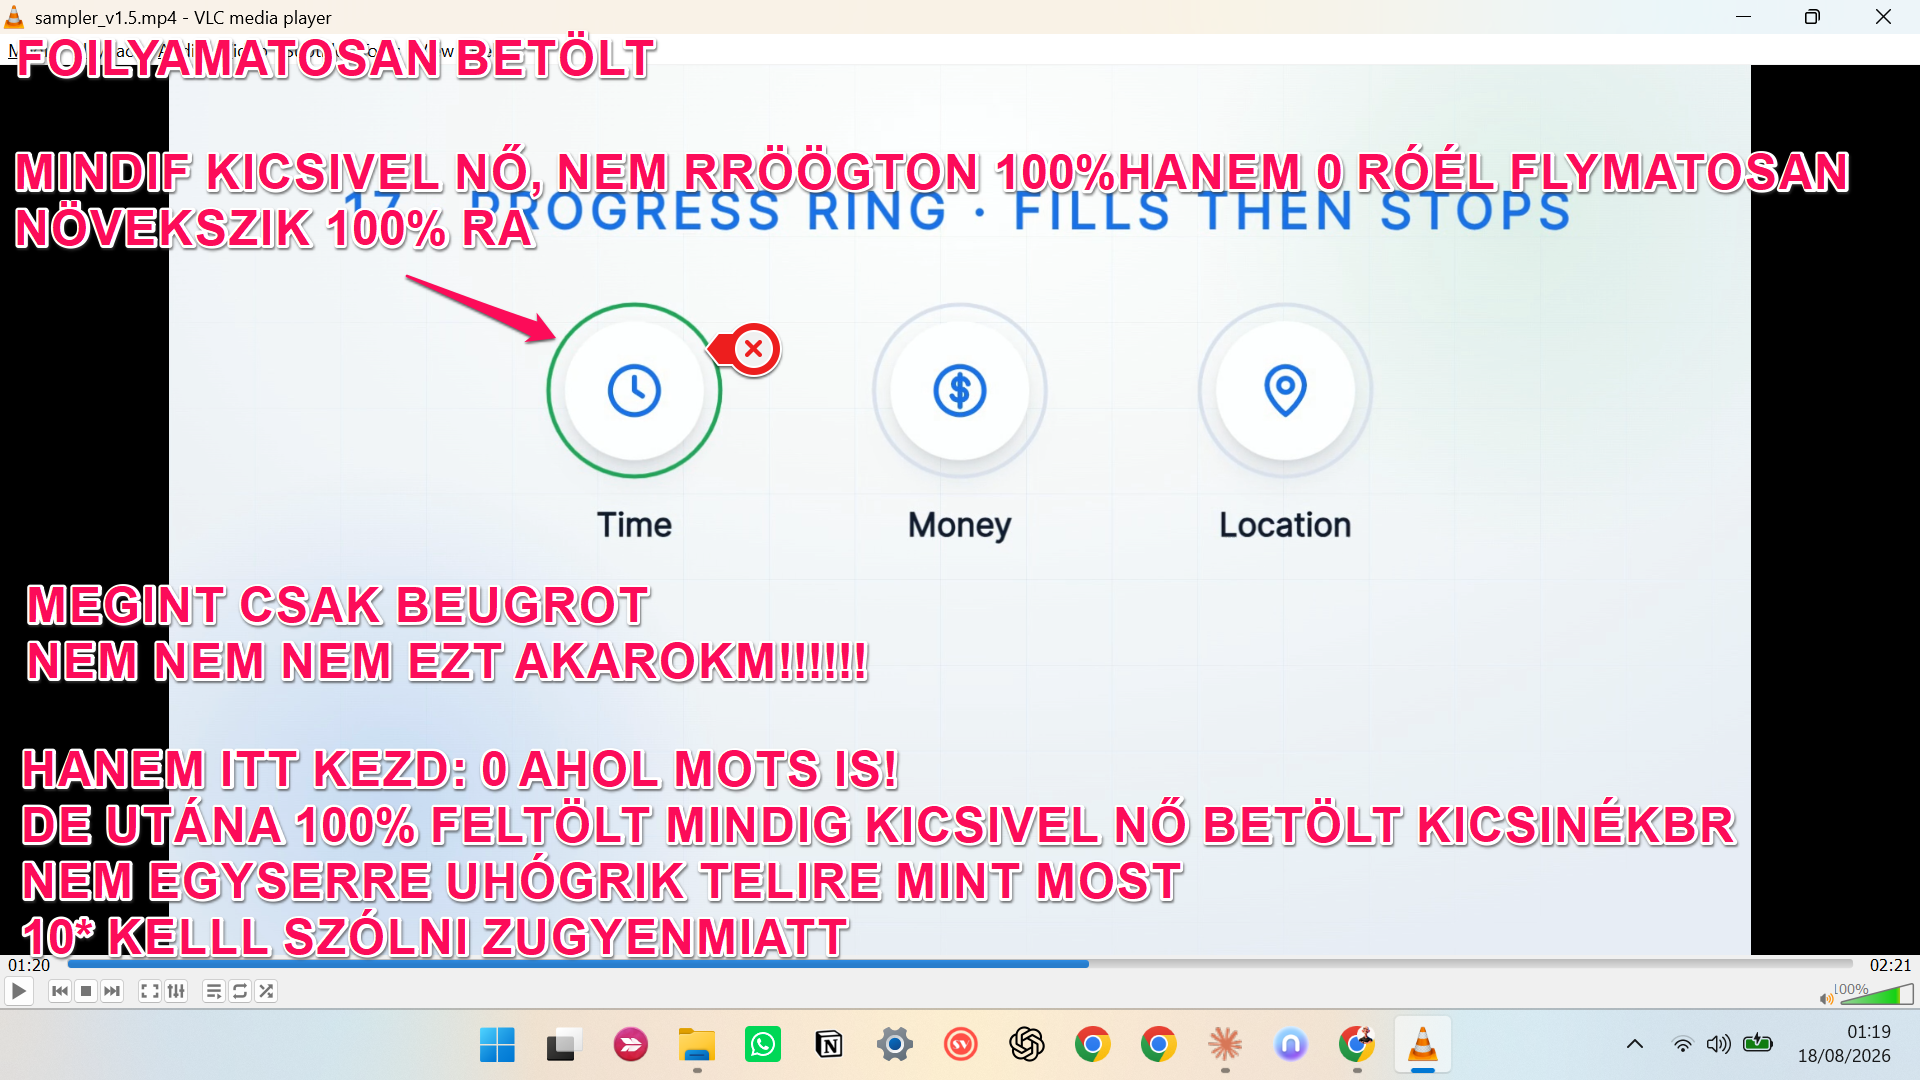 sampler_v1.5.mp4 - VLC media player
FOILYAMATOSAN BETÖLT
MINDIF KICSIVEL NŐ, NEM RRÖÖGTON 100%HANEM 0 RÓÉL FLYMATOSAN
NÖVEKSZIK 100% RA
17 PROGRESS RING · FILLS THEN STOPS
Time
Money
Location
MEGINT CSAK BEUGROT
NEM NEM NEM EZT AKAROKM!!!!!!
HANEM ITT KEZD: 0 AHOL MOTS IS!
DE UTÁNA 100% FELTÖLT MINDIG KICSIVEL NŐ BETÖLT KICSINÉKBR
NEM EGYSERRE UHÓGRIK TELIRE MINT MOST
10* KELLL SZÓLNI ZUGYENMIATT
01:20
02:21
100%
01:19
18/08/2026